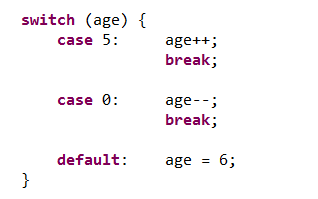 switch (age) {
    case 5:     age++;
                break;

    case 0:     age--;
                break;

    default:    age = 6;
}